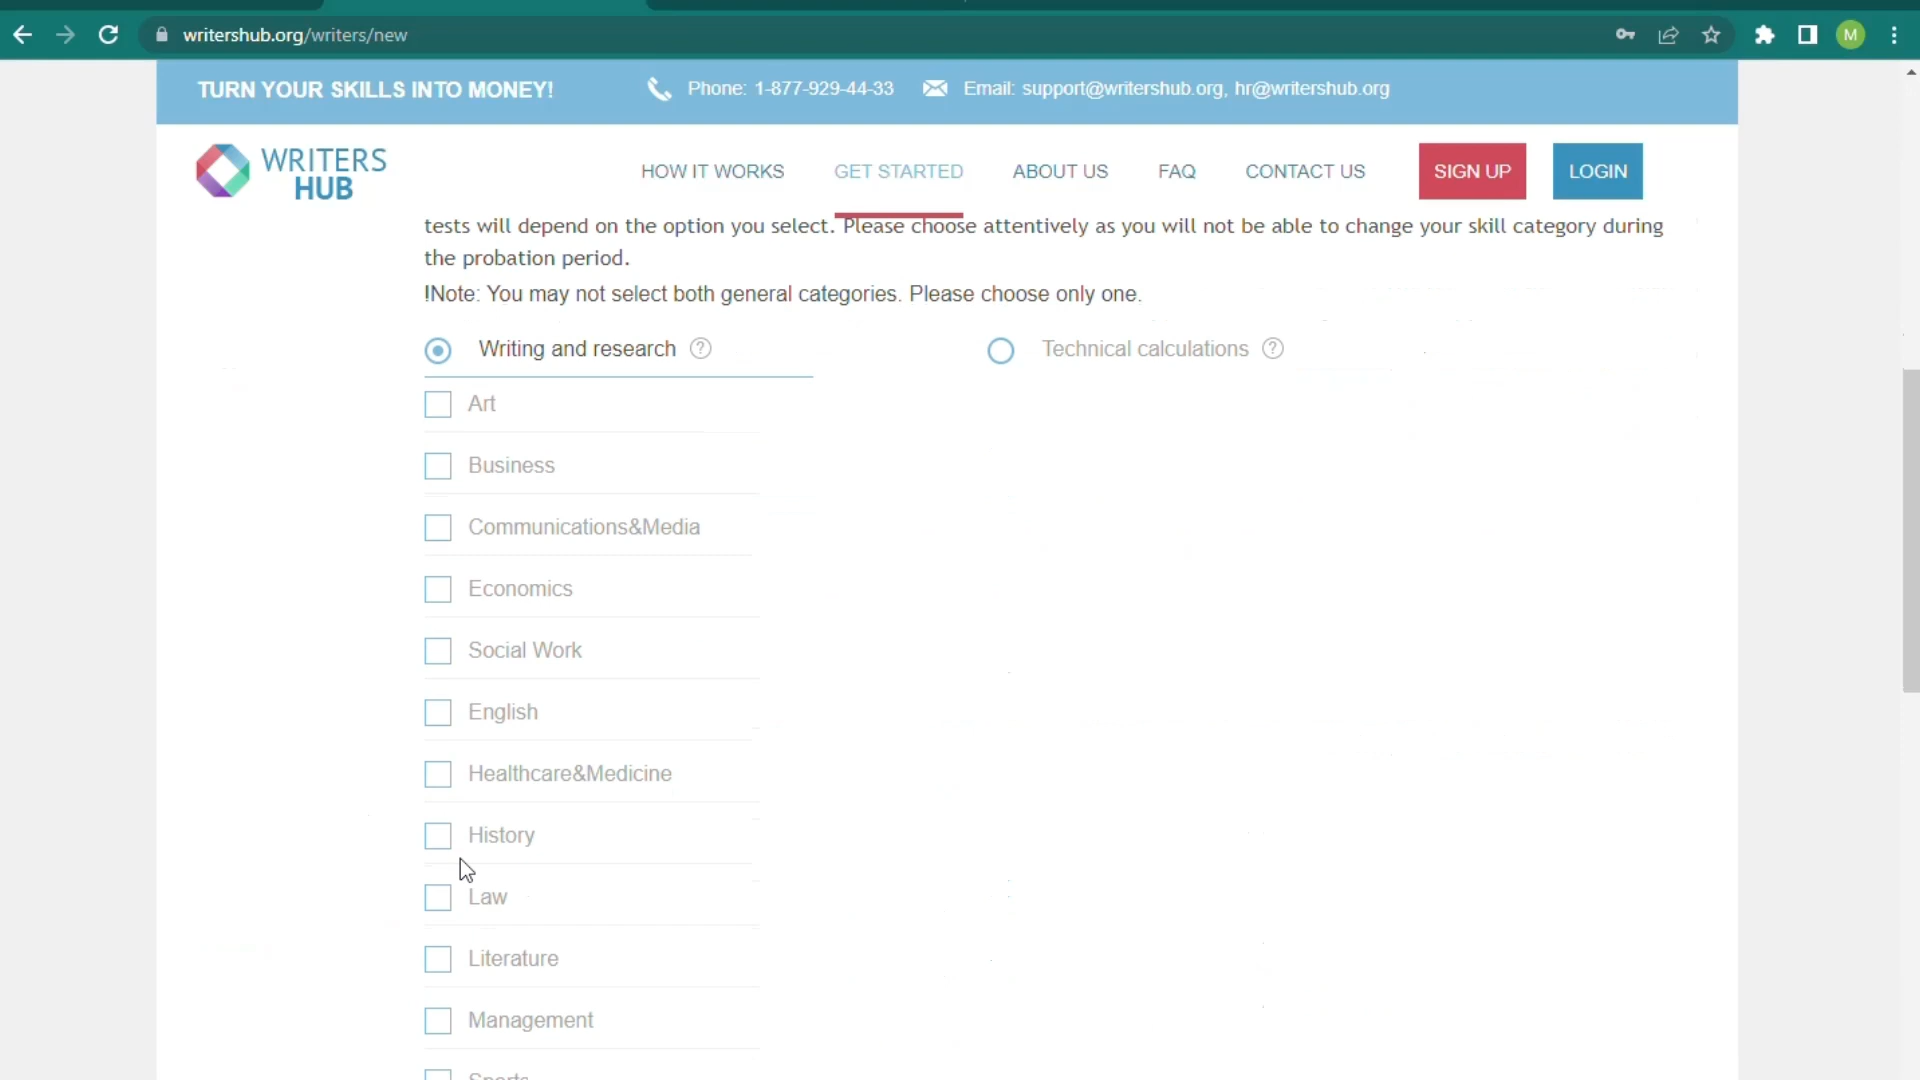 writershub.org/writers/new
M
TURN YOUR SKILLS INTO MONEY!
Phone: 1-877-929-44-33
Email: support@writershub.org, hr@writershub.org
WRITERS
HUB
HOW IT WORKS
GET STARTED
ABOUT US
FAQ
CONTACT US
SIGN UP
LOGIN
tests will depend on the option you select. Please choose attentively as you will not be able to change your skill category during
the probation period.
!Note: You may not select both general categories. Please choose only one.
Writing and research ?
Technical calculations ?
Art
Business
Communications&Media
Economics
Social Work
English
Healthcare&Medicine
History
Law
Literature
Management
Sports